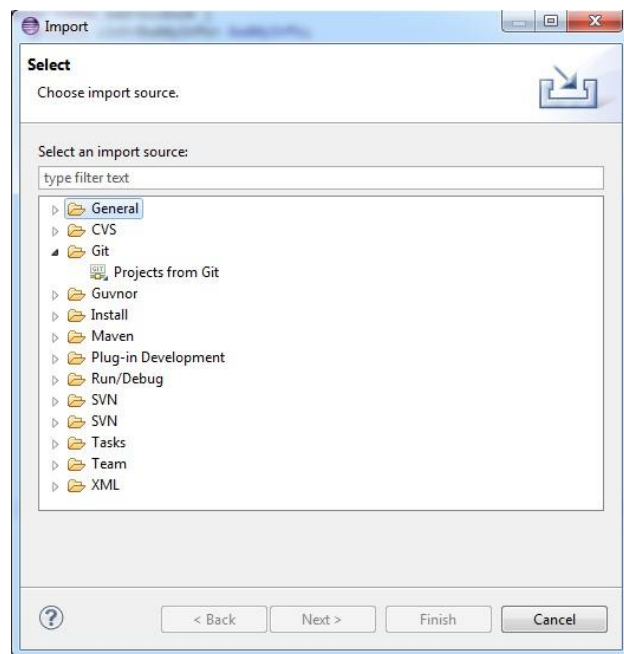 Import
Select
Choose import source.
Select an import source:
type filter text
General
CVS
Git
GIT
Projects from Git
Guvnor
Install
Maven
Plug-in Development
Run/Debug
SVN
SVN
Tasks
Team
XML
?
< Back Next > Finish Cancel